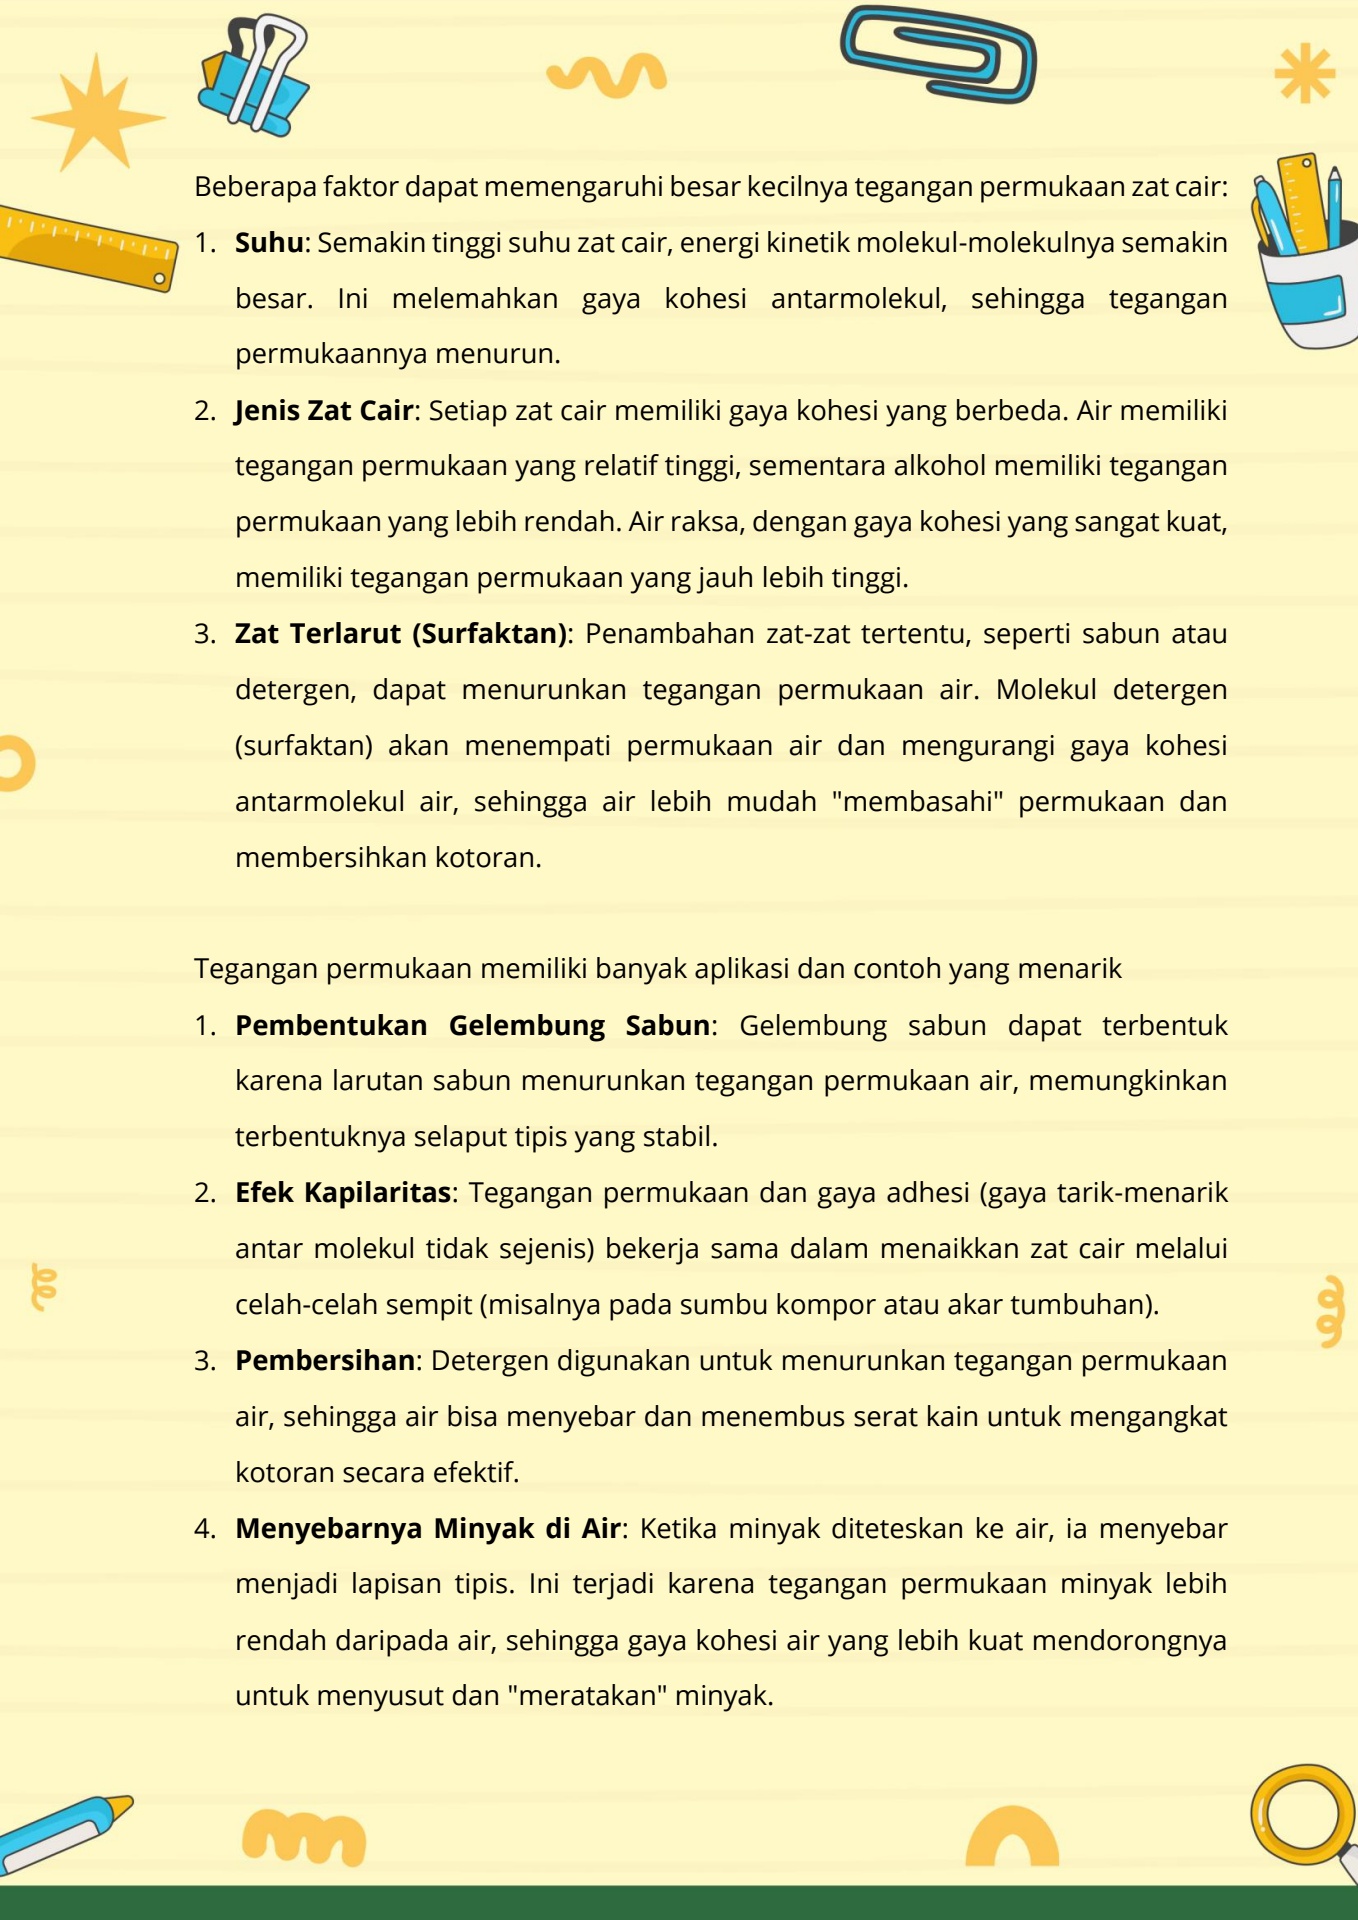 Beberapa faktor dapat memengaruhi besar kecilnya tegangan permukaan zat cair:
1. Suhu: Semakin tinggi suhu zat cair, energi kinetik molekul-molekulnya semakin
besar. Ini melemahkan gaya kohesi antarmolekul, sehingga tegangan
permukaannya menurun.
2. Jenis Zat Cair: Setiap zat cair memiliki gaya kohesi yang berbeda. Air memiliki
tegangan permukaan yang relatif tinggi, sementara alkohol memiliki tegangan
permukaan yang lebih rendah. Air raksa, dengan gaya kohesi yang sangat kuat,
memiliki tegangan permukaan yang jauh lebih tinggi.
3. Zat Terlarut (Surfaktan): Penambahan zat-zat tertentu, seperti sabun atau
detergen, dapat menurunkan tegangan permukaan air. Molekul detergen
(surfaktan) akan menempati permukaan air dan mengurangi gaya kohesi
antarmolekul air, sehingga air lebih mudah "membasahi" permukaan dan
membersihkan kotoran.
Tegangan permukaan memiliki banyak aplikasi dan contoh yang menarik
1. Pembentukan Gelembung Sabun: Gelembung sabun dapat terbentuk
karena larutan sabun menurunkan tegangan permukaan air, memungkinkan
terbentuknya selaput tipis yang stabil.
2. Efek Kapilaritas: Tegangan permukaan dan gaya adhesi (gaya tarik-menarik
antar molekul tidak sejenis) bekerja sama dalam menaikkan zat cair melalui
celah-celah sempit (misalnya pada sumbu kompor atau akar tumbuhan).
3. Pembersihan: Detergen digunakan untuk menurunkan tegangan permukaan
air, sehingga air bisa menyebar dan menembus serat kain untuk mengangkat
kotoran secara efektif.
4. Menyebarnya Minyak di Air: Ketika minyak diteteskan ke air, ia menyebar
menjadi lapisan tipis. Ini terjadi karena tegangan permukaan minyak lebih
rendah daripada air, sehingga gaya kohesi air yang lebih kuat mendorongnya
untuk menyusut dan "meratakan" minyak.